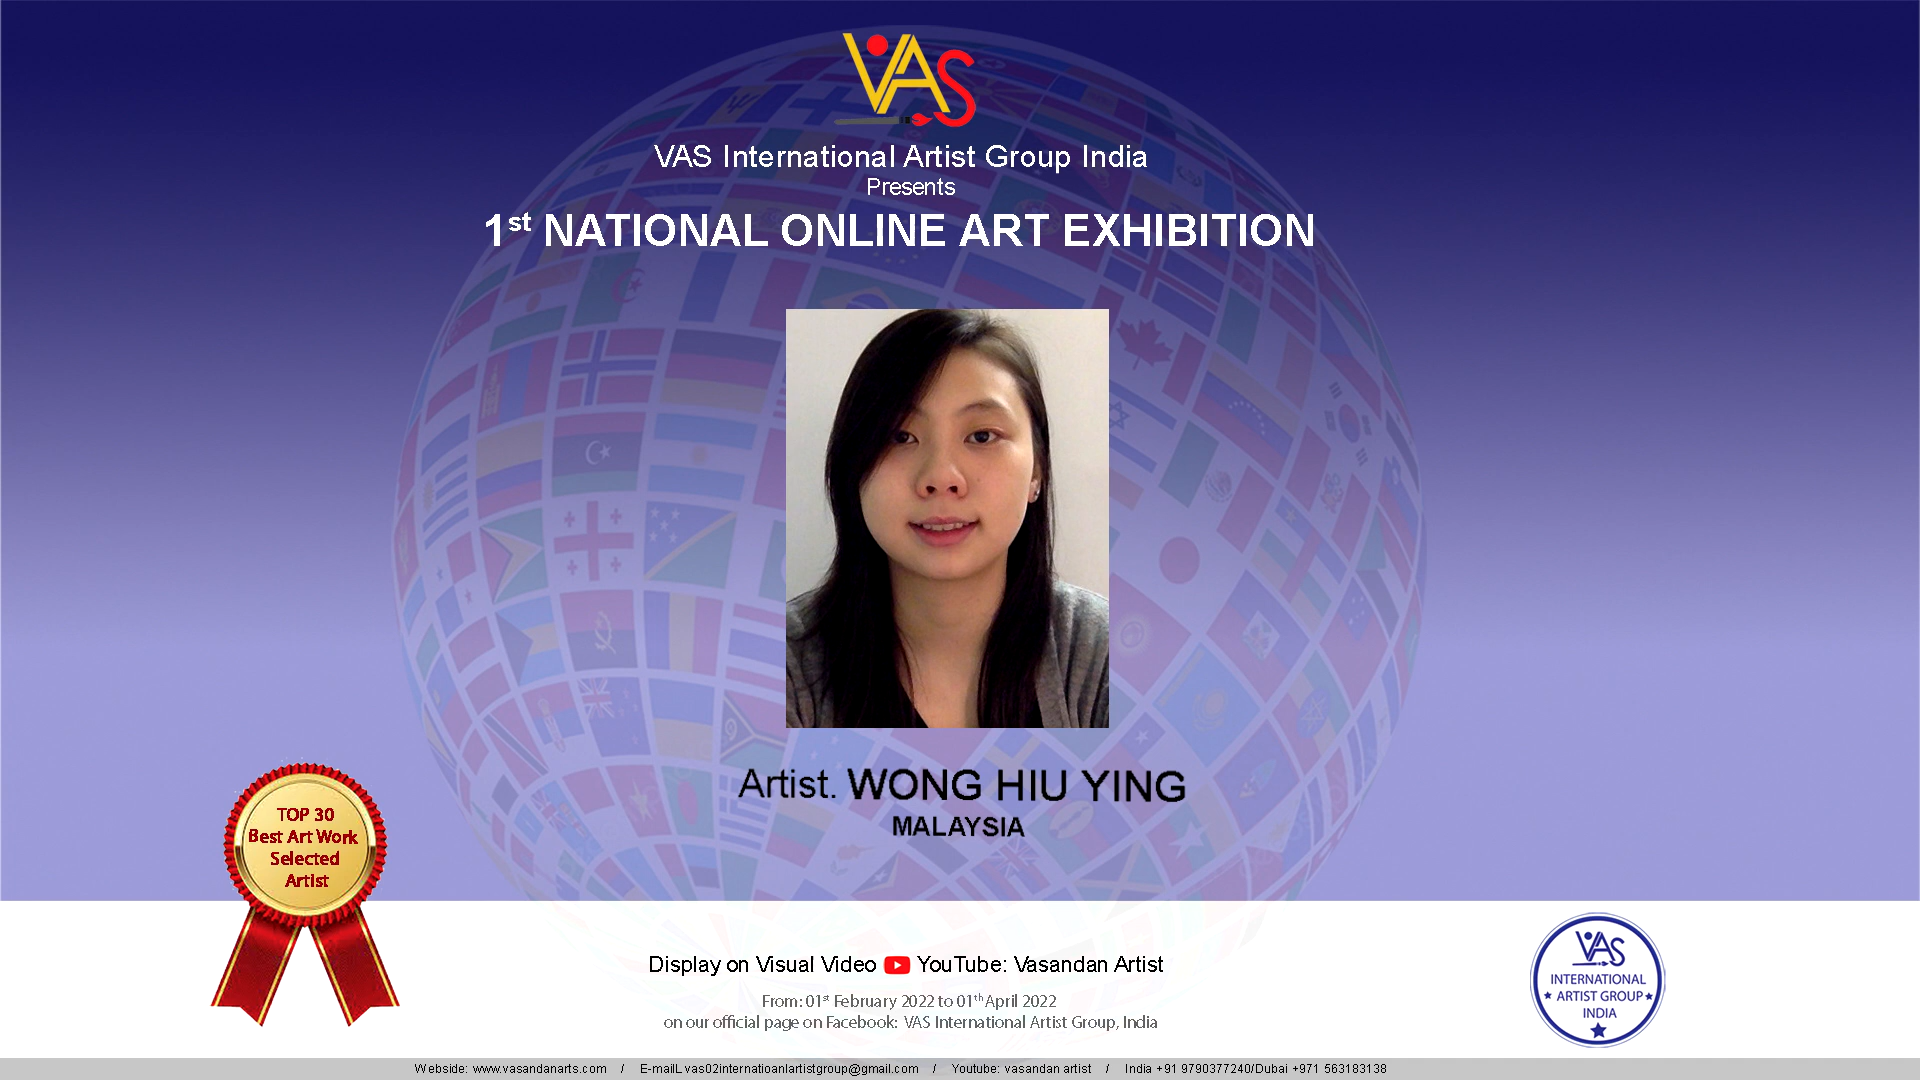 VAS
VAS International Artist Group India
Presents
1st NATIONAL ONLINE ART EXHIBITION
Artist. WONG HIU YING
MALAYSIA
TOP 30
Best Art Work
Selected
Artist
Display on Visual Video YouTube: Vasandan Artist
From: 01st February 2022 to 01th April 2022
on our official page on Facebook: VAS International Artist Group, India
VAS
INTERNATIONAL
ARTIST GROUP
INDIA
Webside: www.vasandanarts.com / E-mailL vas02internatioanlartistgroup@gmail.com / Youtube: vasandan artist / India +91 9790377240/Dubai +971 563183138